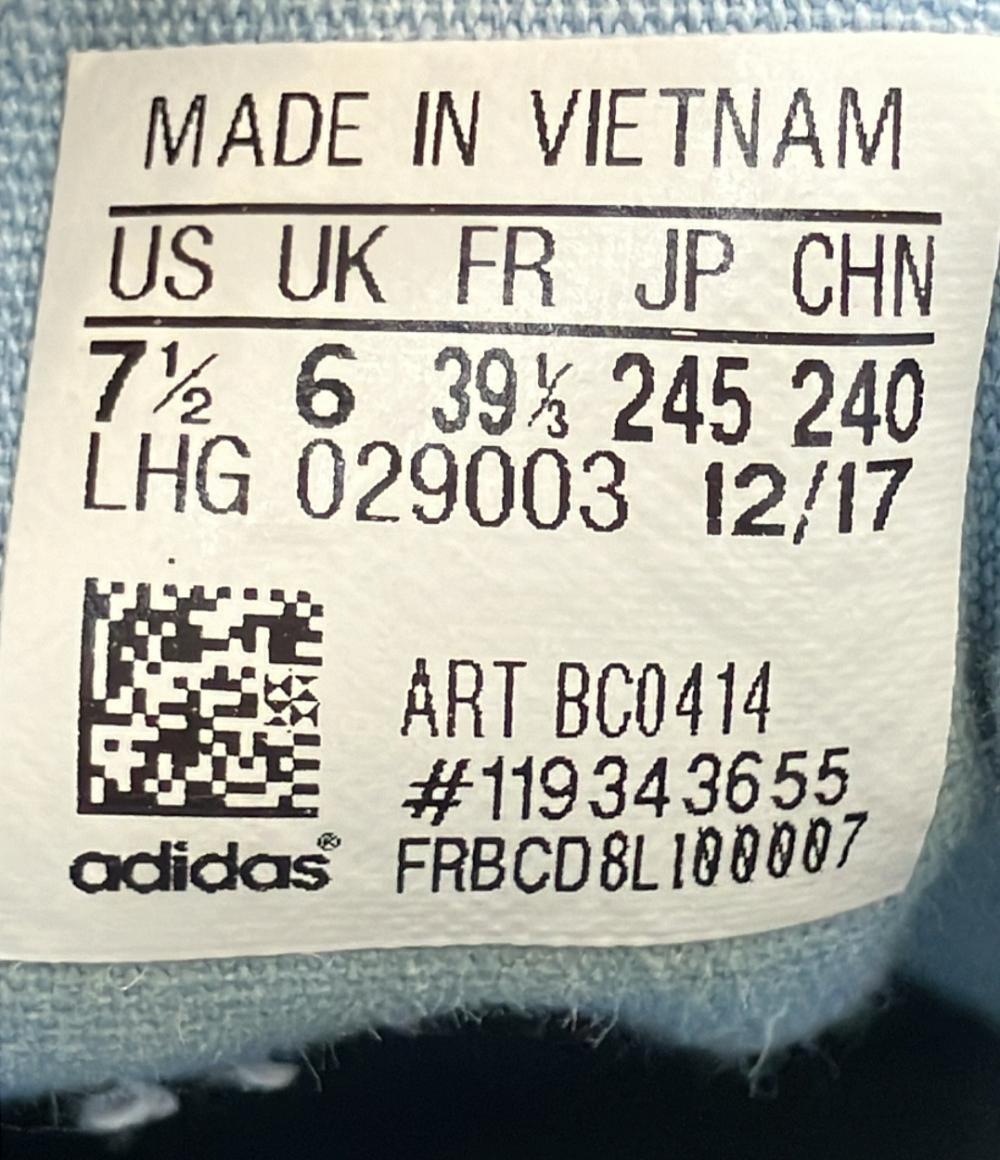 MADE IN VIETNAM
US UK FR JP CHN
7½ 6 39⅓ 245 240
LHG 029003 12/17
ART BC0414
#119343655
adidas® FRBCD8L100007